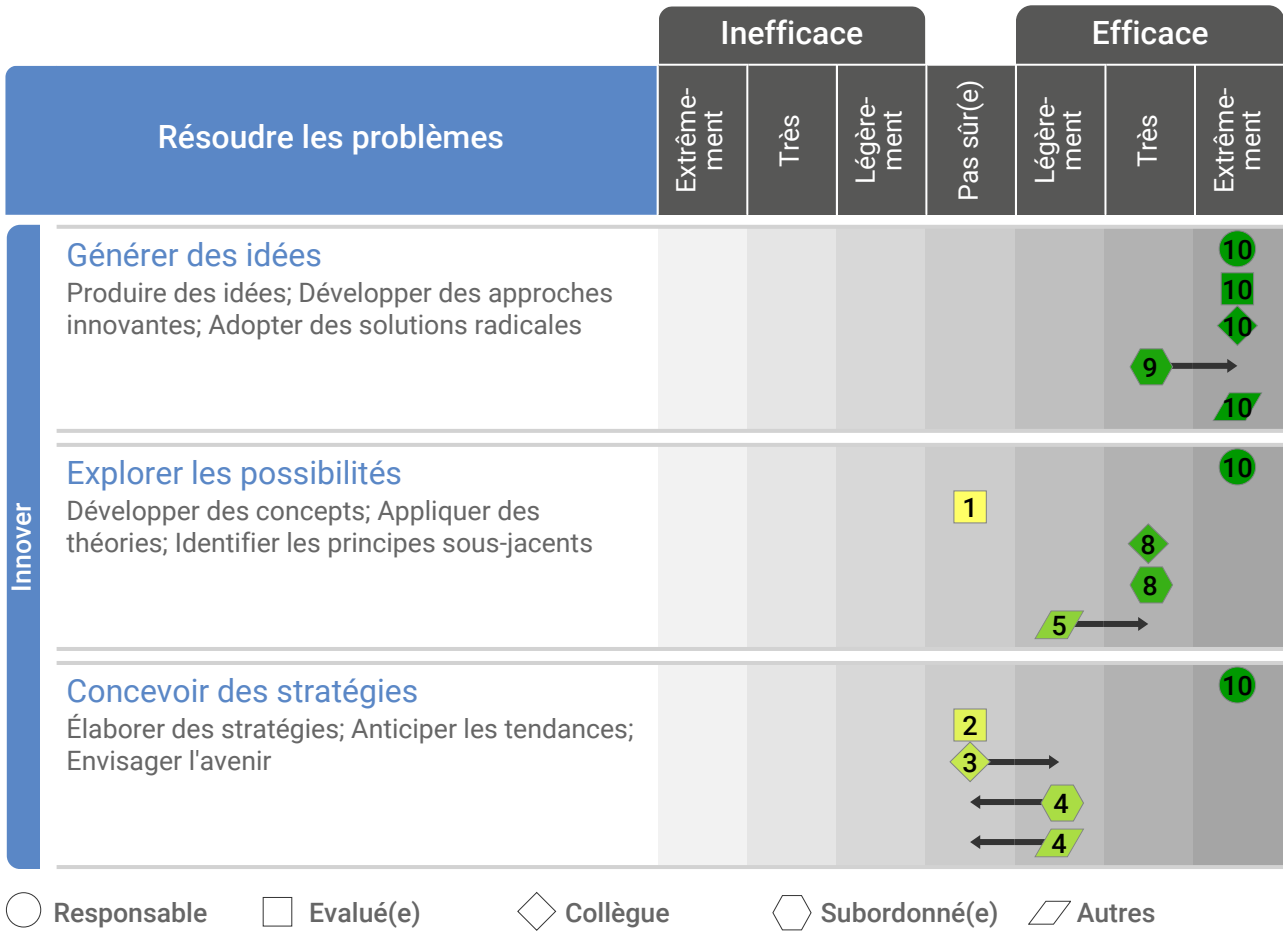 Inefficace
Efficace
Résoudre les problèmes
Extrême-
ment
Très
Légère-
ment
Pas sûr(e)
Légère-
ment
Très
Extrême-
ment
Innover
Générer des idées
Produire des idées; Développer des approches
innovantes; Adopter des solutions radicales
10
10
10
9
10
Explorer les possibilités
Développer des concepts; Appliquer des
théories; Identifier les principes sous-jacents
10
1
8
8
5
Concevoir des stratégies
Élaborer des stratégies; Anticiper les tendances;
Envisager l'avenir
10
2
3
4
4
Responsable
Evalué(e)
Collègue
Subordonné(e)
Autres